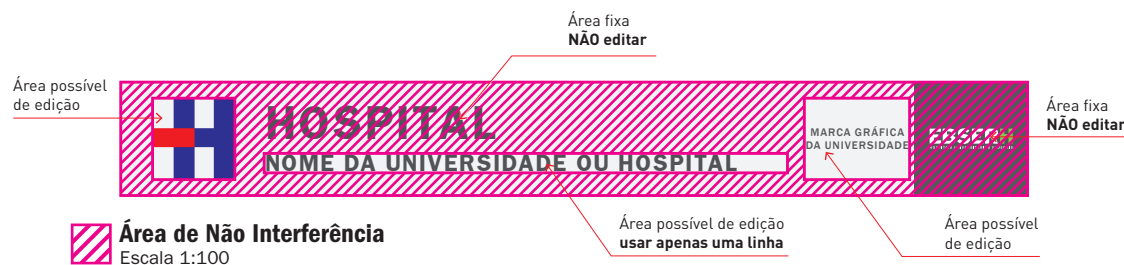 Área fixa
NÃO editar
Área possível
de edição
HOSPITAL
NOME DA UNIVERSIDADE OU HOSPITAL
MARCA GRÁFICA
DA UNIVERSIDADE
EBSERH
Área fixa
NÃO editar
Área possível de edição
usar apenas uma linha
Área possível
de edição
Área de Não Interferência
Escala 1:100